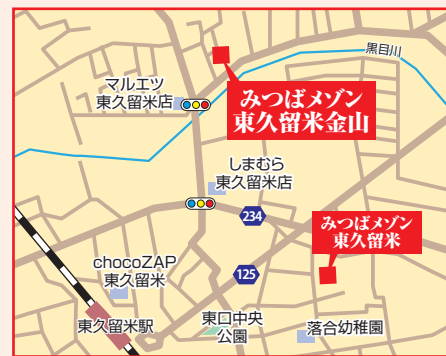 黒目川
マルエツ
東久留米店
みつばメゾン
東久留米金山
しまむら
東久留米店
234
みつばメゾン
東久留米
125
chocoZAP
東久留米
東久留米駅
東口中央
公園
落合幼稚園